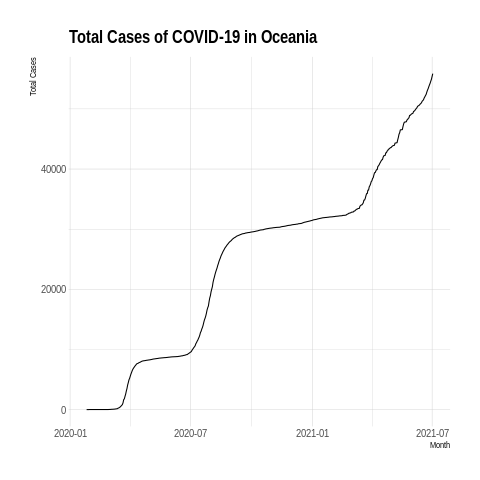 Total Cases of COVID-19 in Oceania
Total Cases
40000
20000
0
2020-01 2020-07 2021-01 2021-07
Month